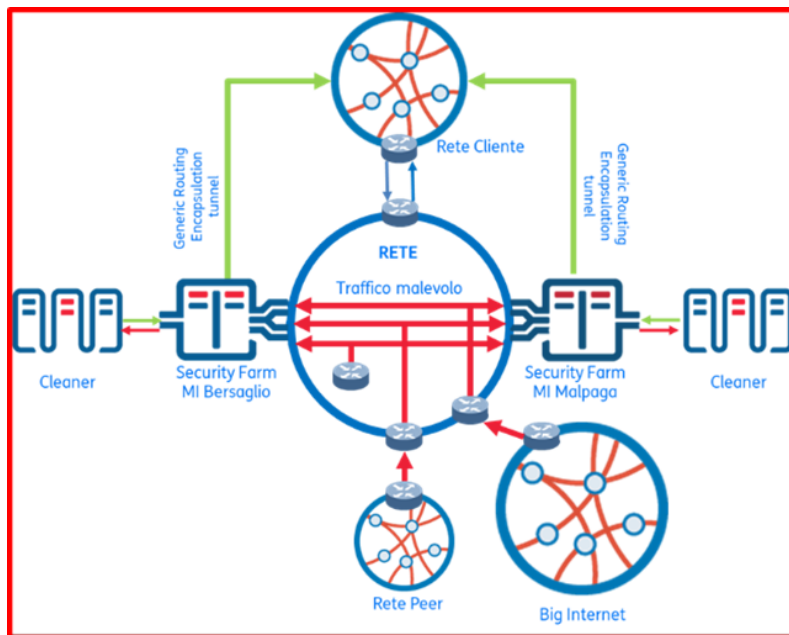 Rete Cliente
Generic Routing
Encapsulation
tunnel
Generic Routing
Encapsulation
tunnel
RETE
Traffico malevolo
Cleaner
Security Farm
MI Bersaglio
Security Farm
MI Malpaga
Cleaner
Rete Peer
Big Internet